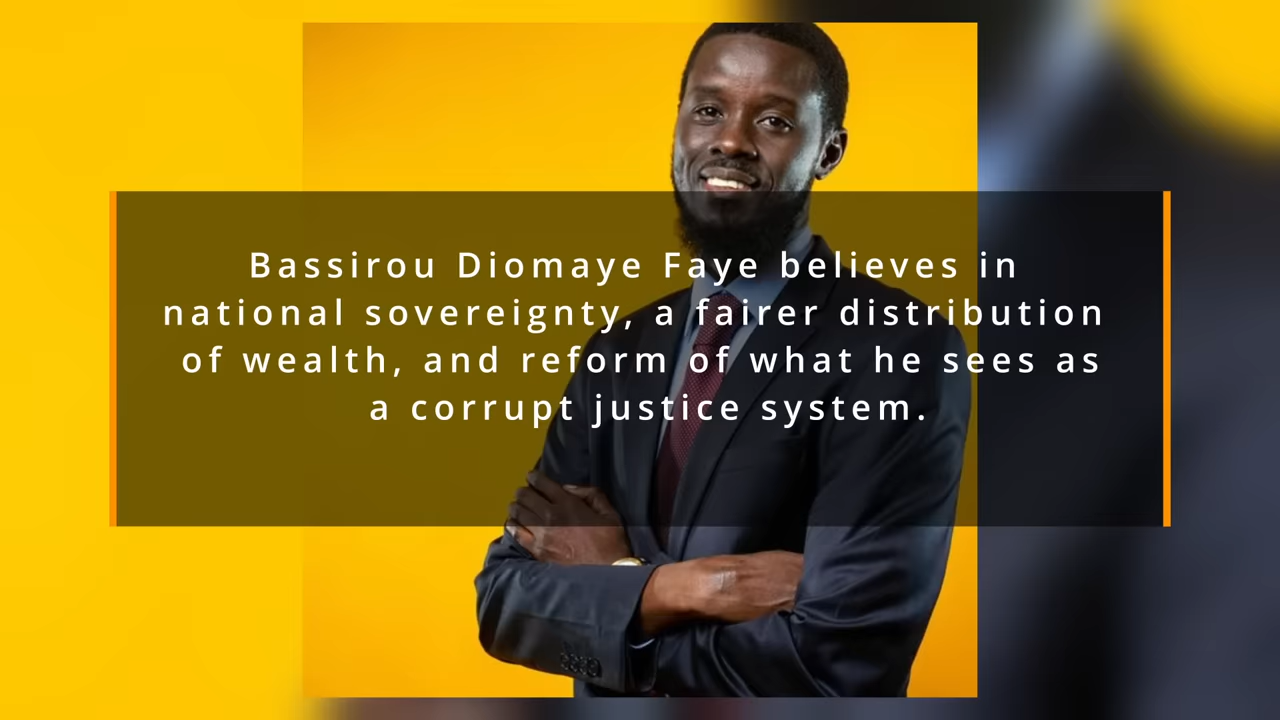 Bassirou Diomaye Faye believes in
national sovereignty, a fairer distribution
of wealth, and reform of what he sees as
a corrupt justice system.